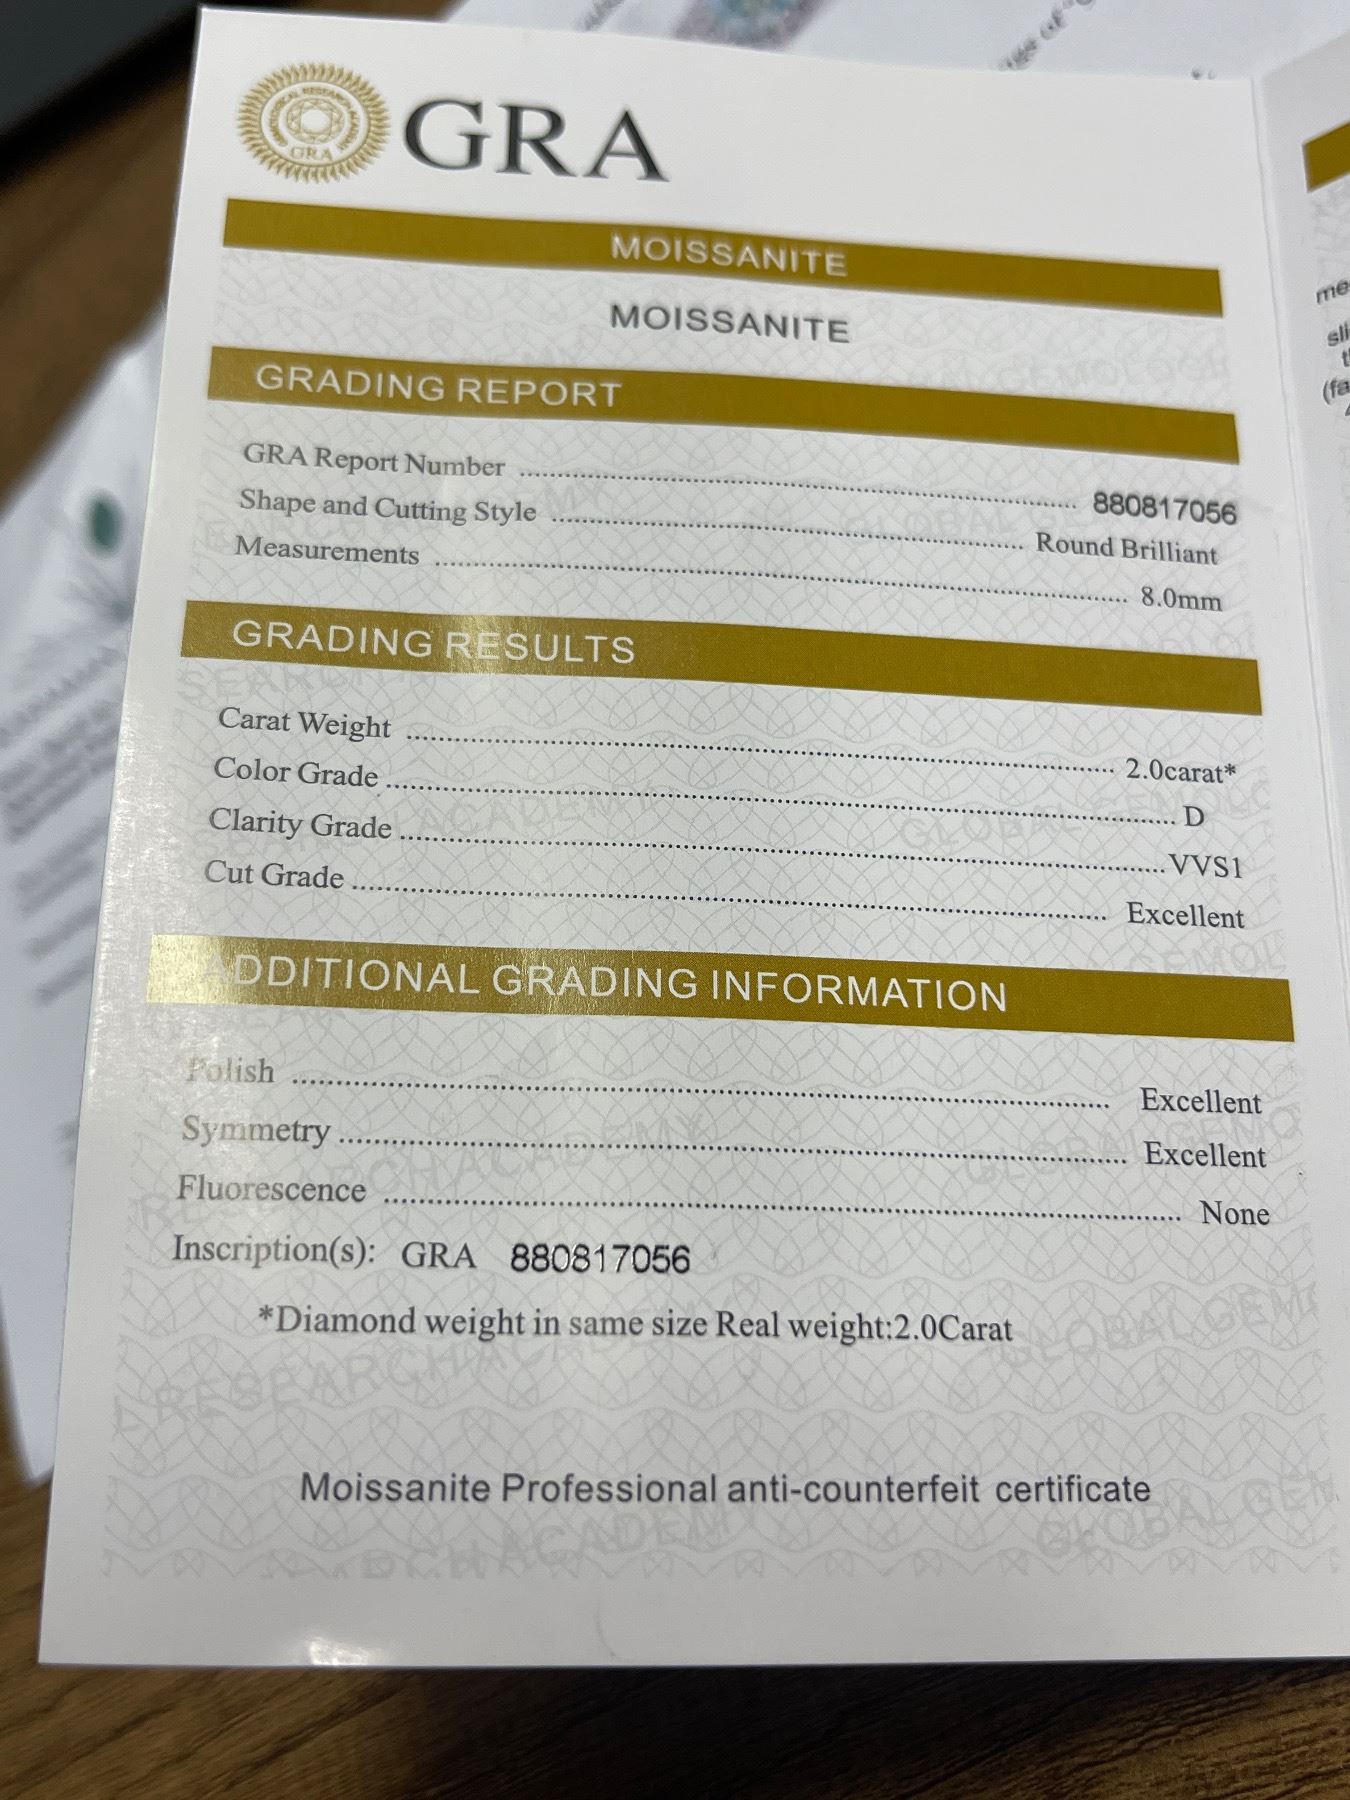 GRA
GRA
MOISSANITE
MOISSANITE
GRADING REPORT
GRA Report Number ........ 880817056
Shape and Cutting Style ........ Round Brilliant
Measurements ........ 8.0mm
GRADING RESULTS
Carat Weight ........ 2.0carat*
Color Grade ........ D
Clarity Grade ........ VVS1
Cut Grade ........ Excellent
ADDITIONAL GRADING INFORMATION
Polish ........ Excellent
Symmetry ........ Excellent
Fluorescence ........ None
Inscription(s): GRA 880817056
*Diamond weight in same size Real weight:2.0Carat
Moissanite Professional anti-counterfeit certificate